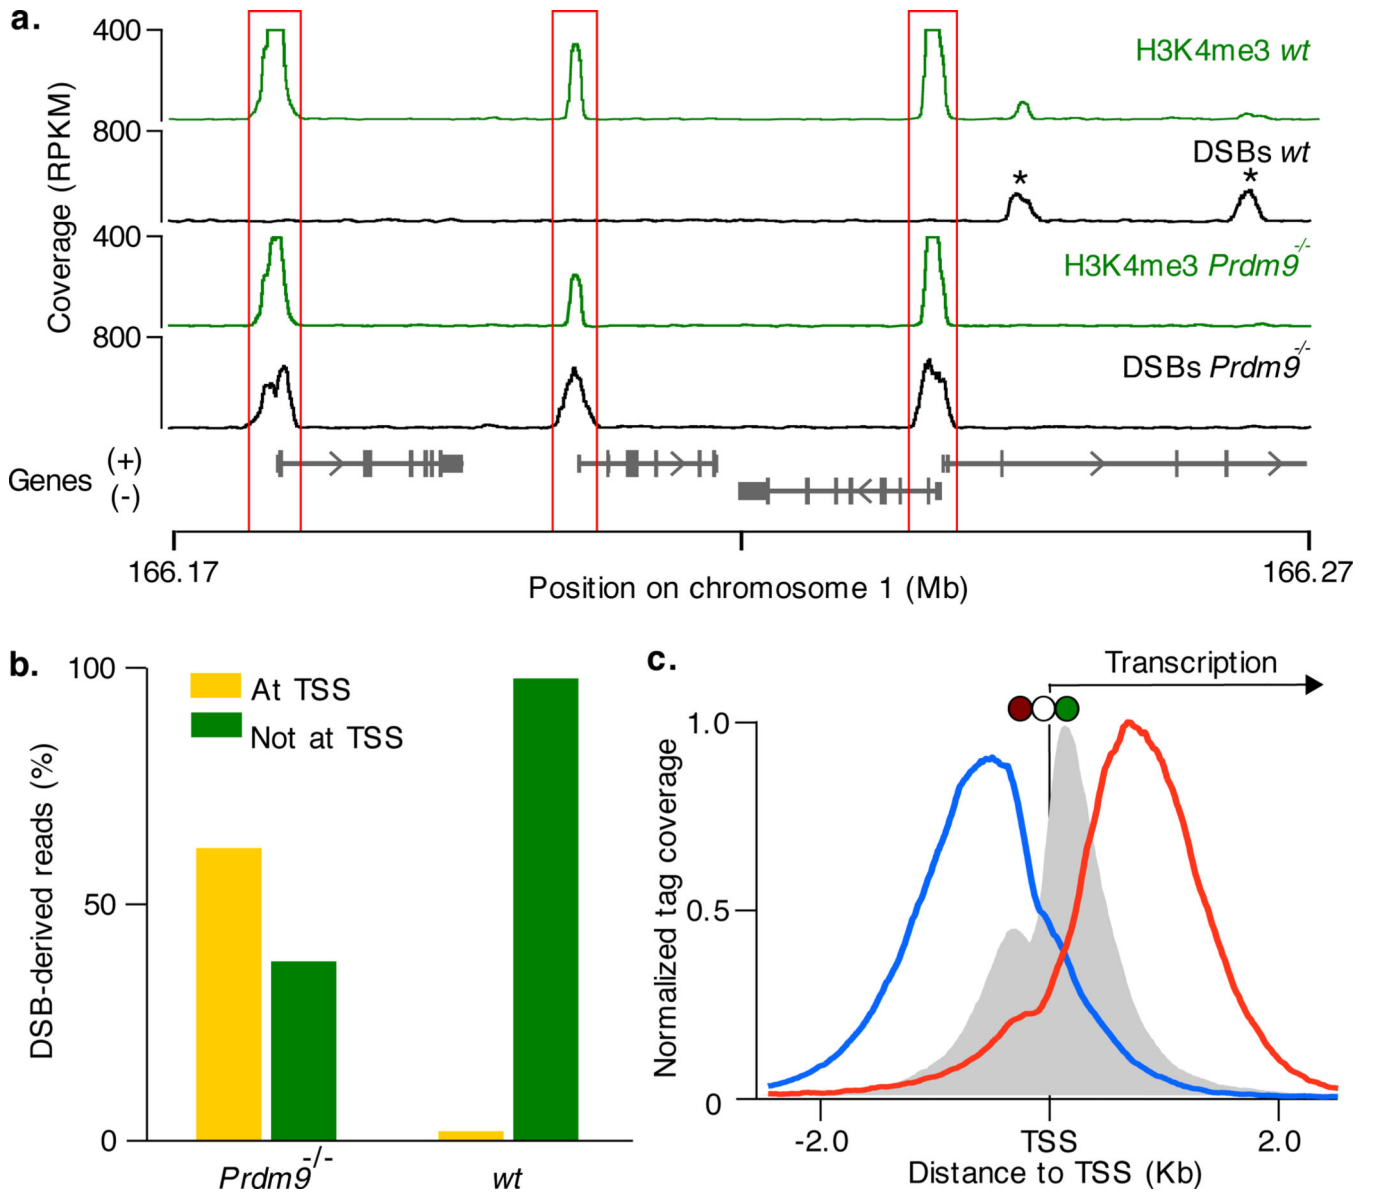 a.
400
H3K4me3 wt
800
DSBs wt
* *
400
H3K4me3 Prdm9-/-
800
DSBs Prdm9-/-
Coverage (RPKM)
Genes (+)
(-)
166.17
166.27
Position on chromosome 1 (Mb)
b.
100
50
0
DSB-derived reads (%)
At TSS
Not at TSS
Prdm9-/-
wt
c.
Transcription
1.0
0.5
0
Normalized tag coverage
-2.0 TSS 2.0
Distance to TSS (Kb)